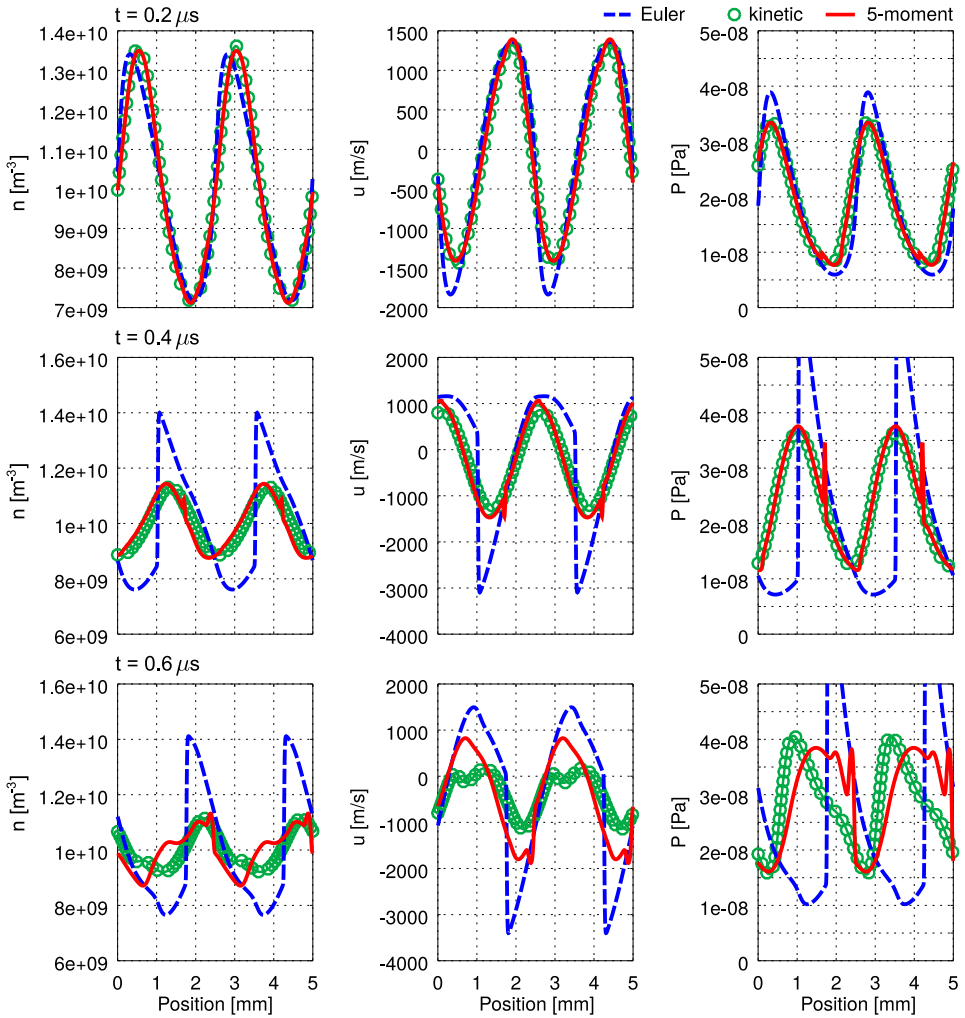 t = 0.2 μs
Euler kinetic 5-moment
1.4e+10
1.3e+10
1.2e+10
1.1e+10
1e+10
9e+09
8e+09
7e+09
n [m⁻³]
1500
1000
500
0
-500
-1000
-1500
-2000
u [m/s]
5e-08
4e-08
3e-08
2e-08
1e-08
0
P [Pa]
t = 0.4 μs
1.6e+10
1.4e+10
1.2e+10
1e+10
8e+09
6e+09
n [m⁻³]
2000
1000
0
-1000
-2000
-3000
-4000
u [m/s]
5e-08
4e-08
3e-08
2e-08
1e-08
0
P [Pa]
t = 0.6 μs
1.6e+10
1.4e+10
1.2e+10
1e+10
8e+09
6e+09
n [m⁻³]
0 1 2 3 4 5
Position [mm]
2000
1000
0
-1000
-2000
-3000
-4000
u [m/s]
0 1 2 3 4 5
Position [mm]
5e-08
4e-08
3e-08
2e-08
1e-08
0
P [Pa]
0 1 2 3 4 5
Position [mm]